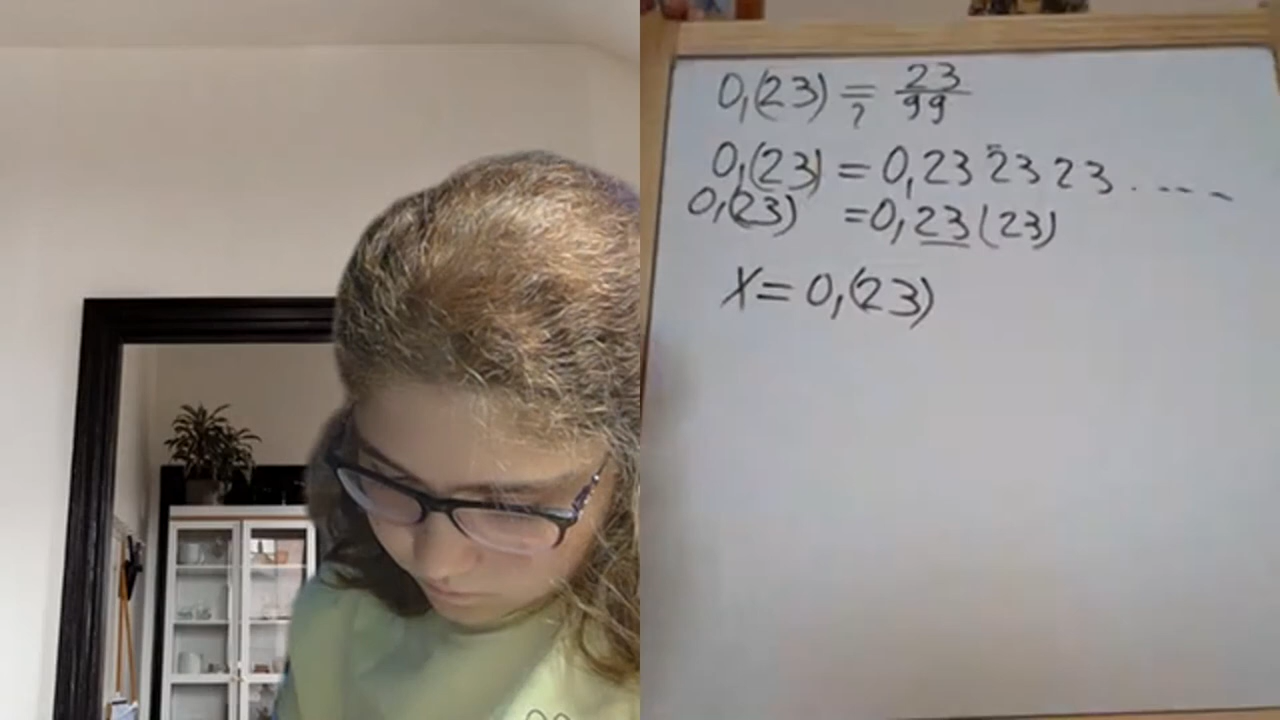 0,(23) =? 23/99
0,(23) = 0,23 23 23.....
0,(23) = 0,23(23)
X = 0,(23)